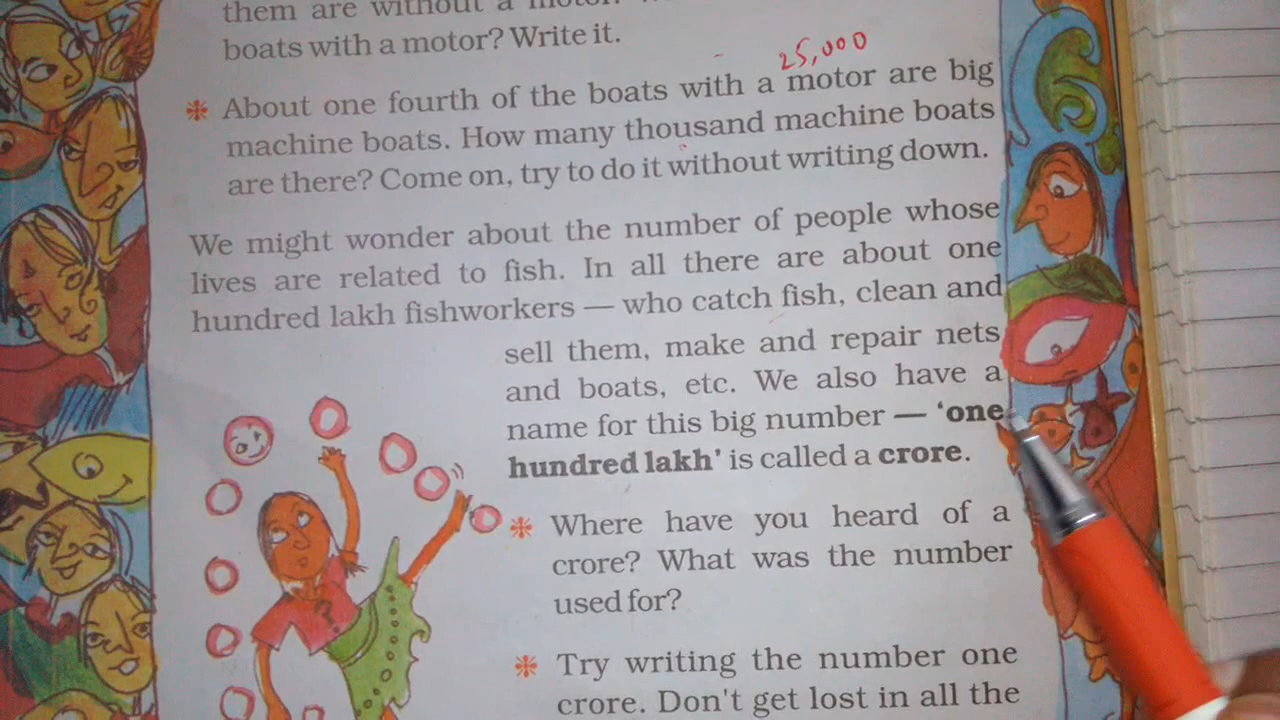 them are without a motor.
boats with a motor? Write it.
25,000
❋ About one fourth of the boats with a motor are big
machine boats. How many thousand machine boats
are there? Come on, try to do it without writing down.
We might wonder about the number of people whose
lives are related to fish. In all there are about one
hundred lakh fishworkers — who catch fish, clean and
sell them, make and repair nets
and boats, etc. We also have a
name for this big number — ‘one
hundred lakh’ is called a crore.
❋ Where have you heard of a
crore? What was the number
used for?
❋ Try writing the number one
crore. Don't get lost in all the